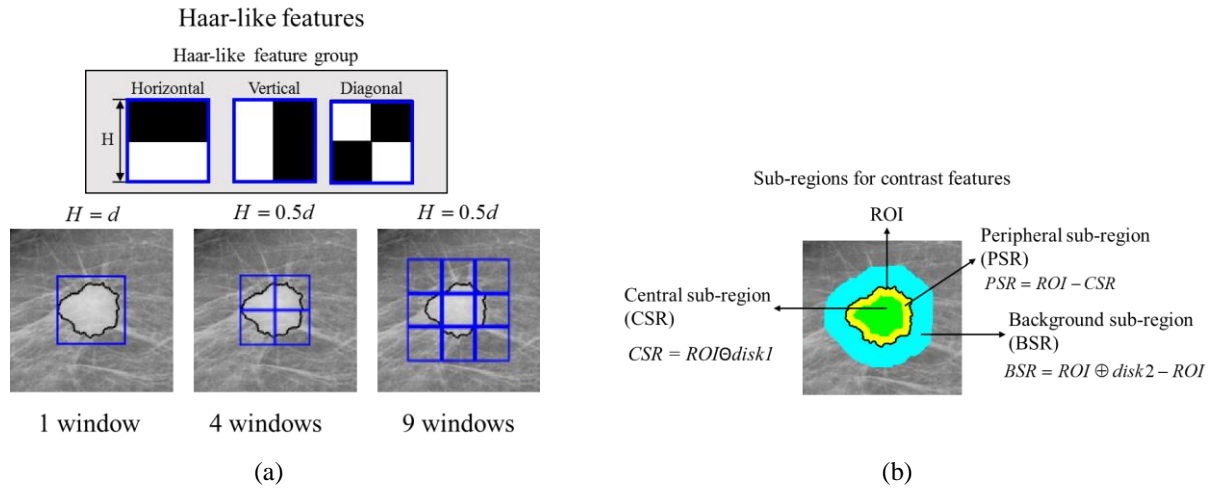 Haar-like features
Haar-like feature group
Horizontal Vertical Diagonal
H
H = d H = 0.5d H = 0.5d
1 window 4 windows 9 windows
(a)
Sub-regions for contrast features
ROI
Peripheral sub-region
(PSR)
PSR = ROI − CSR
Central sub-region
(CSR)
CSR = ROIΘdisk1
Background sub-region
(BSR)
BSR = ROI ⊕ disk2 − ROI
(b)